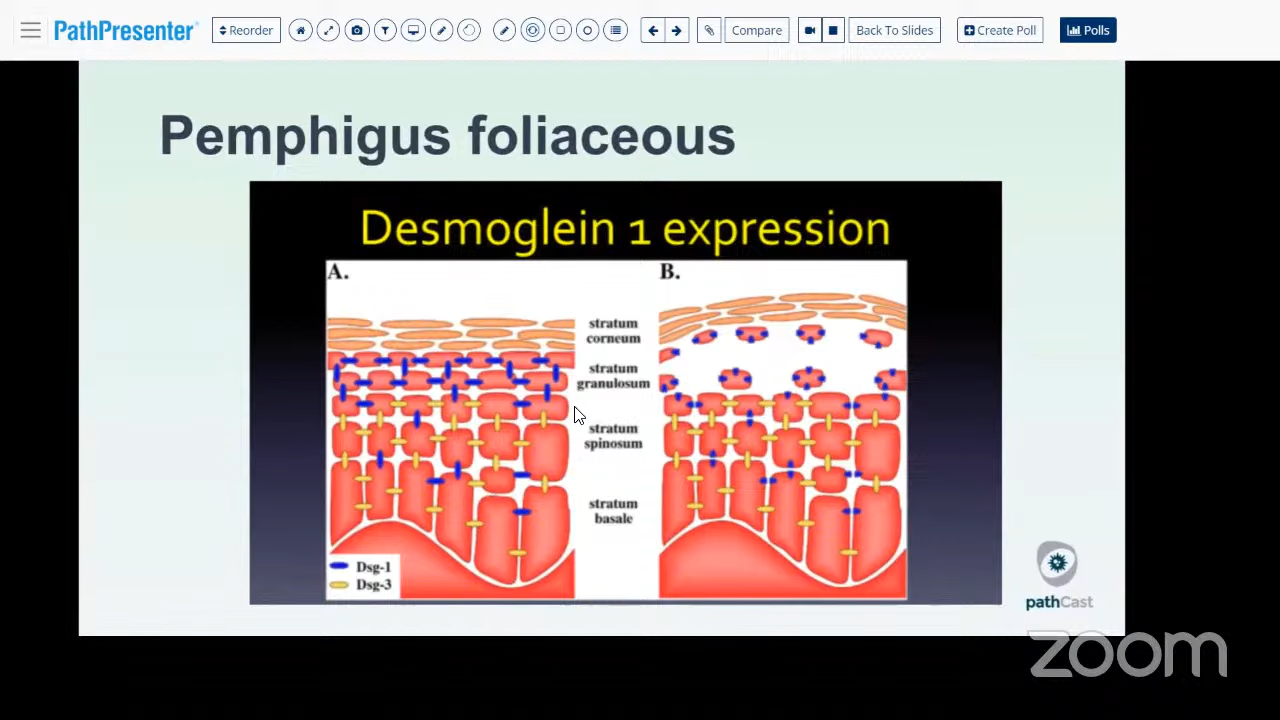 PathPresenter
Reorder
Compare
Back To Slides
Create Poll
Polls
Pemphigus foliaceous
Desmoglein 1 expression
A.
B.
stratum
corneum
stratum
granulosum
stratum
spinosum
stratum
basale
Dsg-1
Dsg-3
pathCast
zoom